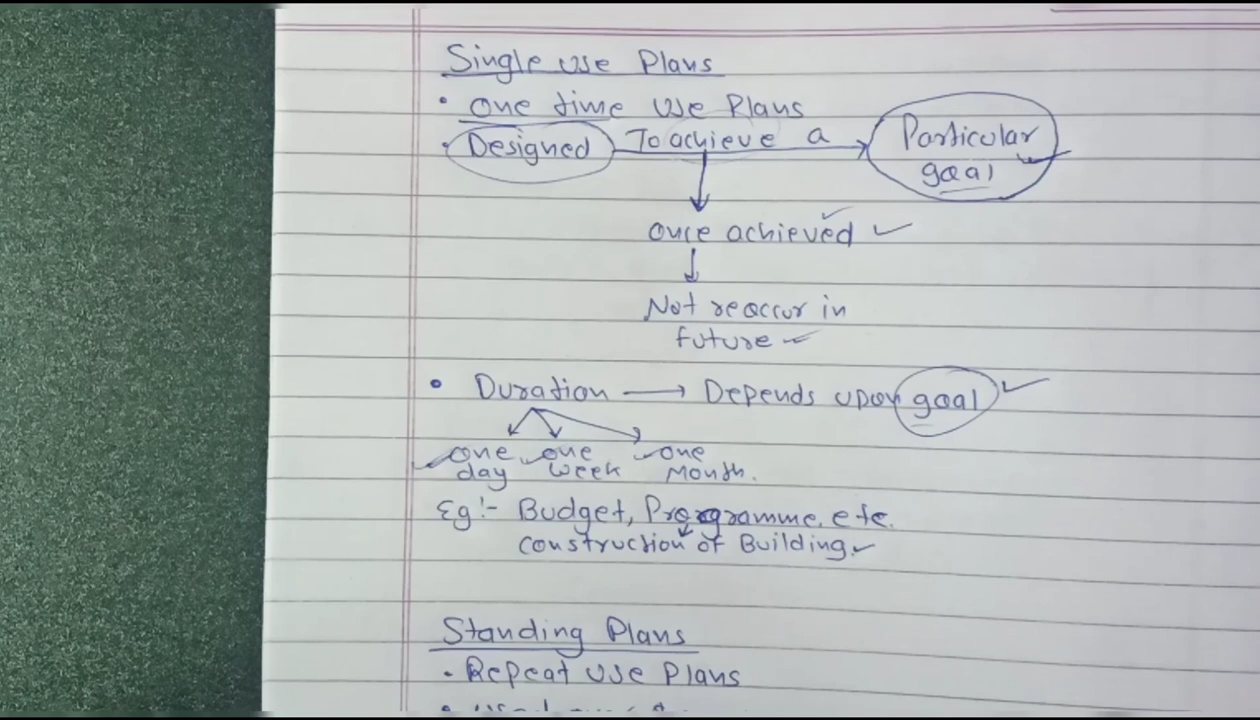 Single Use Plans
• One time Use Plans
• Designed To achieve a → Particular goal
once achieved
Not reoccur in
future
• Duration → Depends upon goal
one day one week one Month.
Eg:- Budget, Programme, etc.
construction of Building
Standing Plans
• Repeat Use Plans